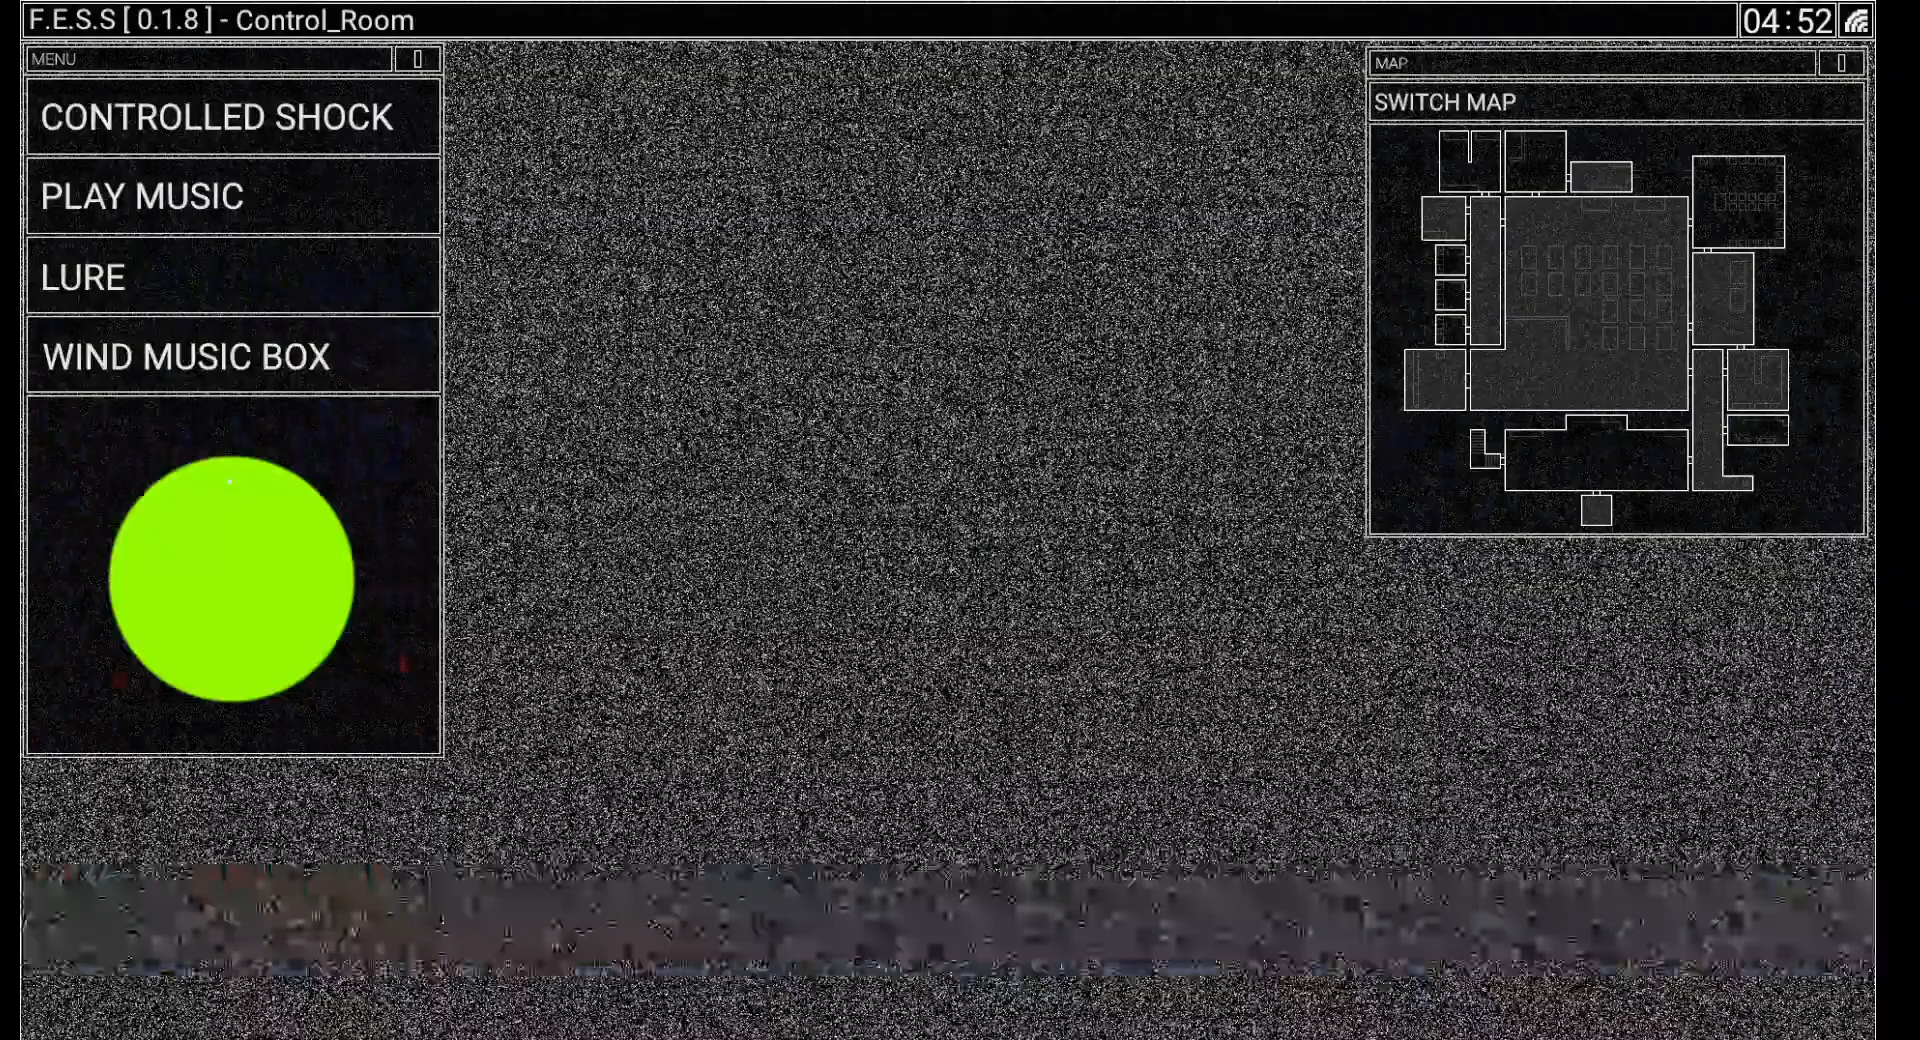 F.E.S.S [ 0.1.8 ] - Control_Room
04:52
MENU
CONTROLLED SHOCK
PLAY MUSIC
LURE
WIND MUSIC BOX
MAP
SWITCH MAP